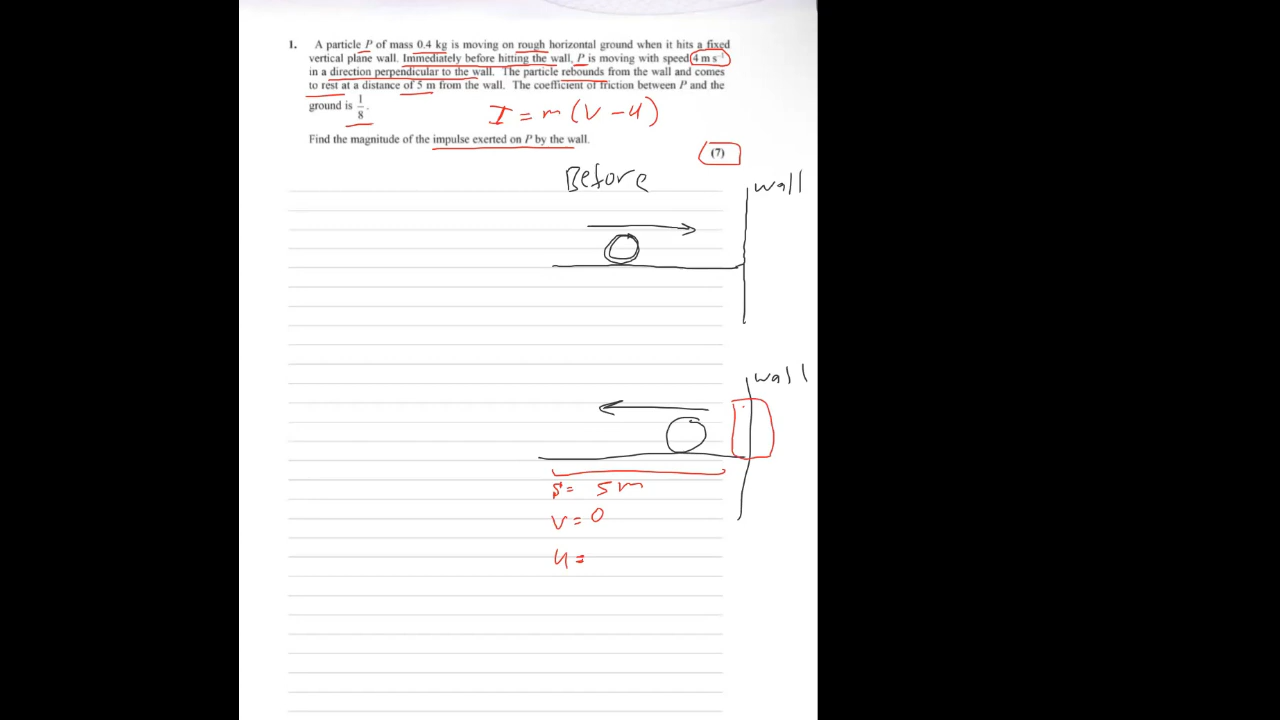 1. A particle P of mass 0.4 kg is moving on rough horizontal ground when it hits a fixed
vertical plane wall. Immediately before hitting the wall, P is moving with speed 4 m s⁻¹
in a direction perpendicular to the wall. The particle rebounds from the wall and comes
to rest at a distance of 5 m from the wall. The coefficient of friction between P and the
ground is 1/8.
I = m (v - u)
Find the magnitude of the impulse exerted on P by the wall.
(7)
Before
wall
wall
s = 5 m
v = 0
u =